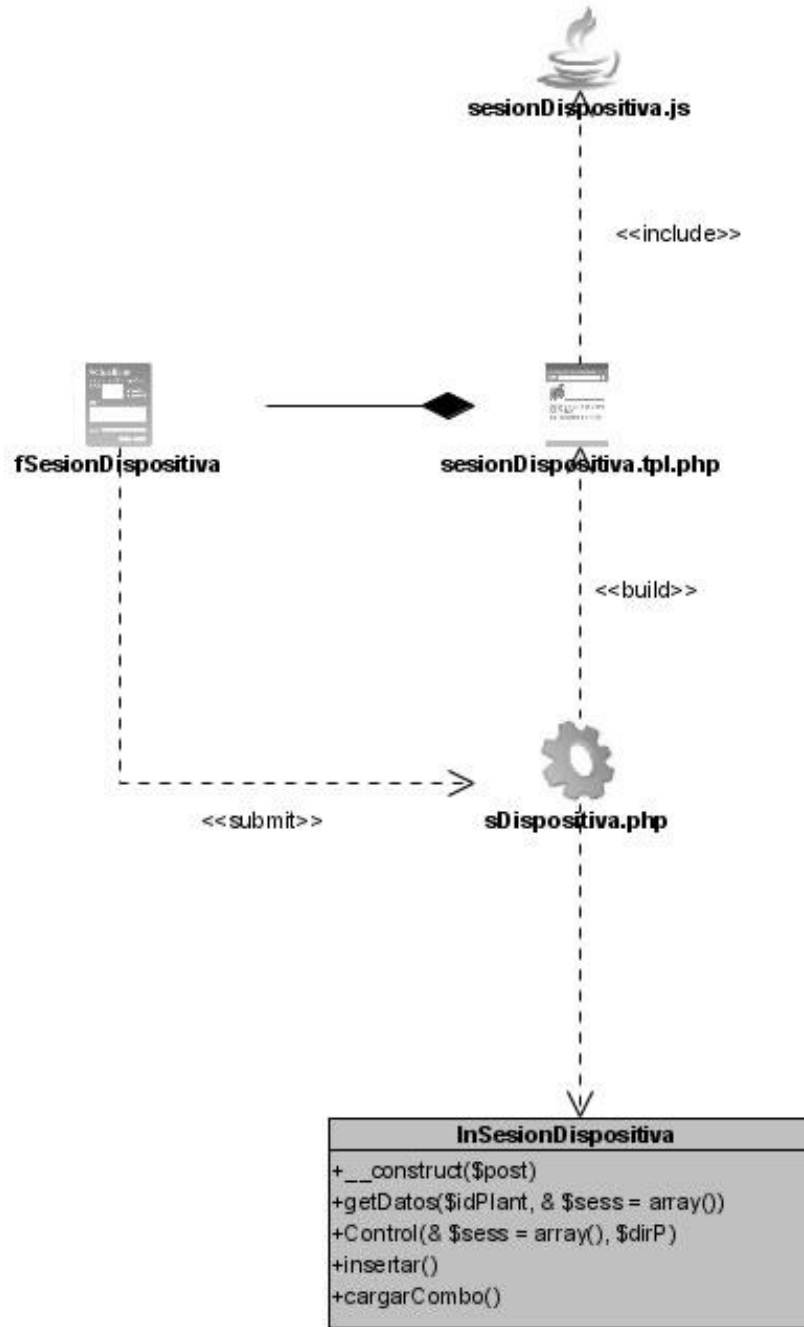 sesionDispositiva.js
<<include>>
fSesionDispositiva
sesionDispositiva.tpl.php
<<build>>
<<submit>>
sDispositiva.php
lnSesionDispositiva
+__construct($post)
+getDatos($idPlant, & $sess = array())
+Control(& $sess = array(), $dirP)
+insertar()
+cargarCombo()